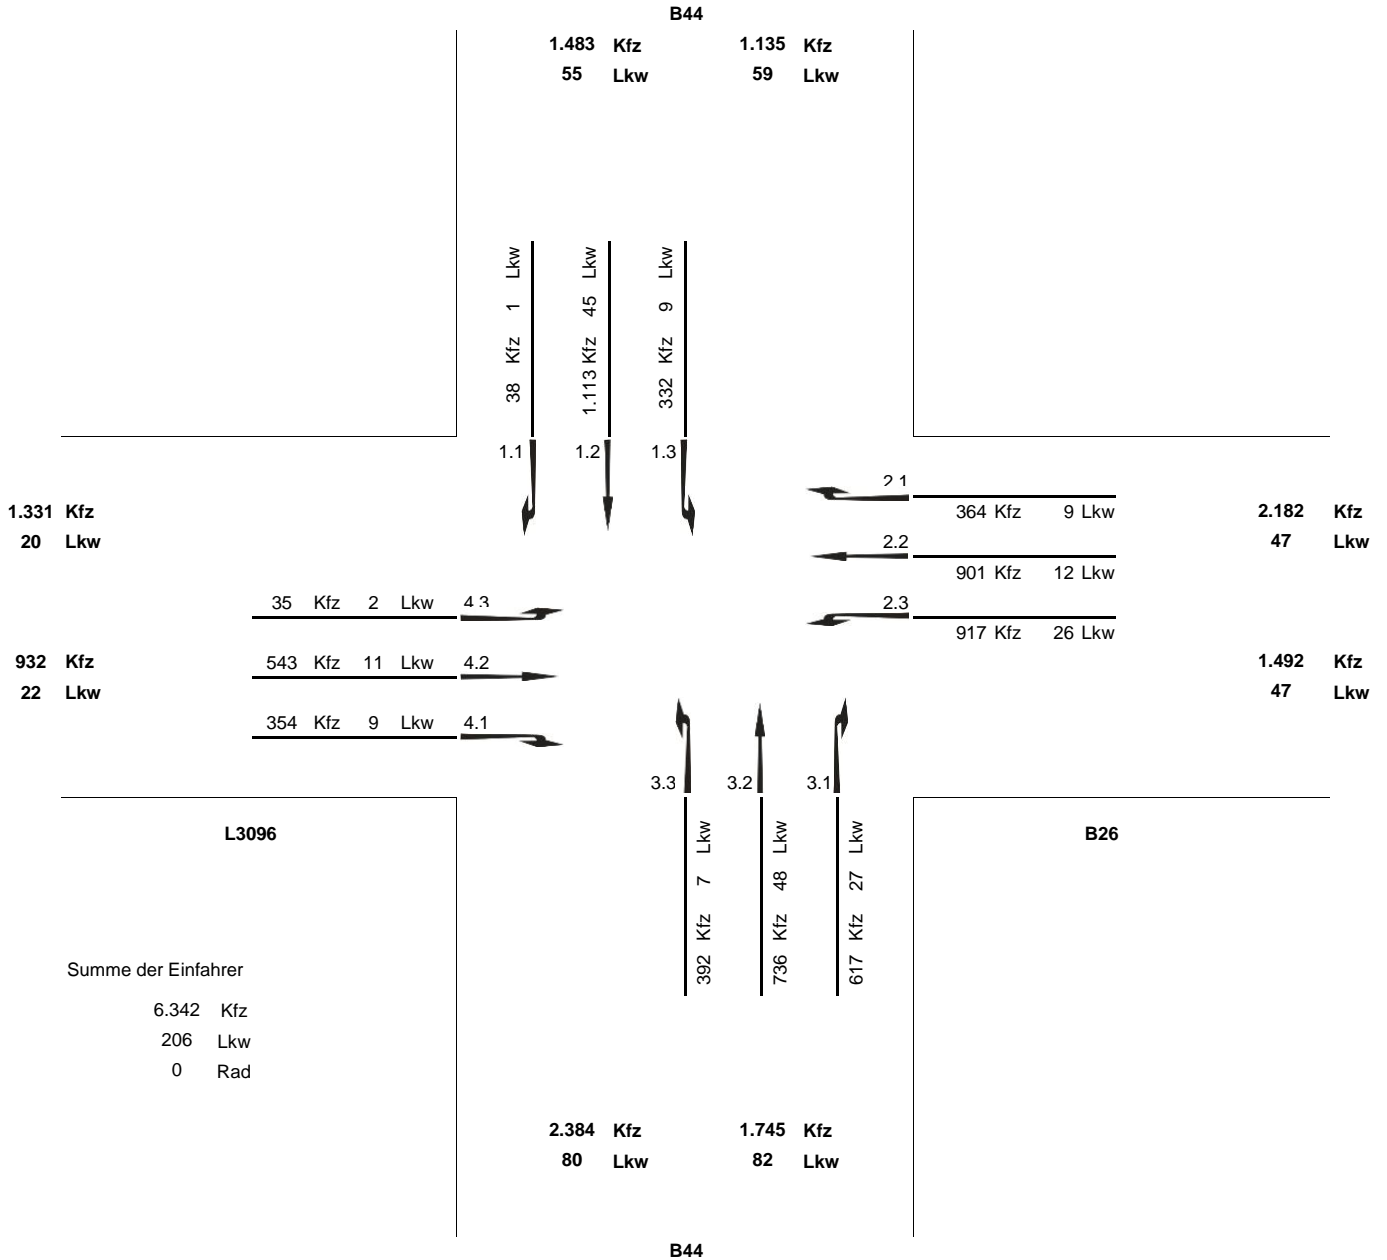 B44
1.483 Kfz 1.135 Kfz
55 Lkw 59 Lkw
38 Kfz 1 Lkw
1.113 Kfz 45 Lkw
332 Kfz 9 Lkw
1.1 1.2 1.3
2.1
364 Kfz 9 Lkw
2.2
901 Kfz 12 Lkw
2.3
917 Kfz 26 Lkw
1.331 Kfz
20 Lkw
2.182 Kfz
47 Lkw
35 Kfz 2 Lkw 4.3
543 Kfz 11 Lkw 4.2
354 Kfz 9 Lkw 4.1
932 Kfz
22 Lkw
1.492 Kfz
47 Lkw
3.3 3.2 3.1
392 Kfz 7 Lkw
736 Kfz 48 Lkw
617 Kfz 27 Lkw
L3096
B26
Summe der Einfahrer
6.342 Kfz
206 Lkw
0 Rad
2.384 Kfz 1.745 Kfz
80 Lkw 82 Lkw
B44